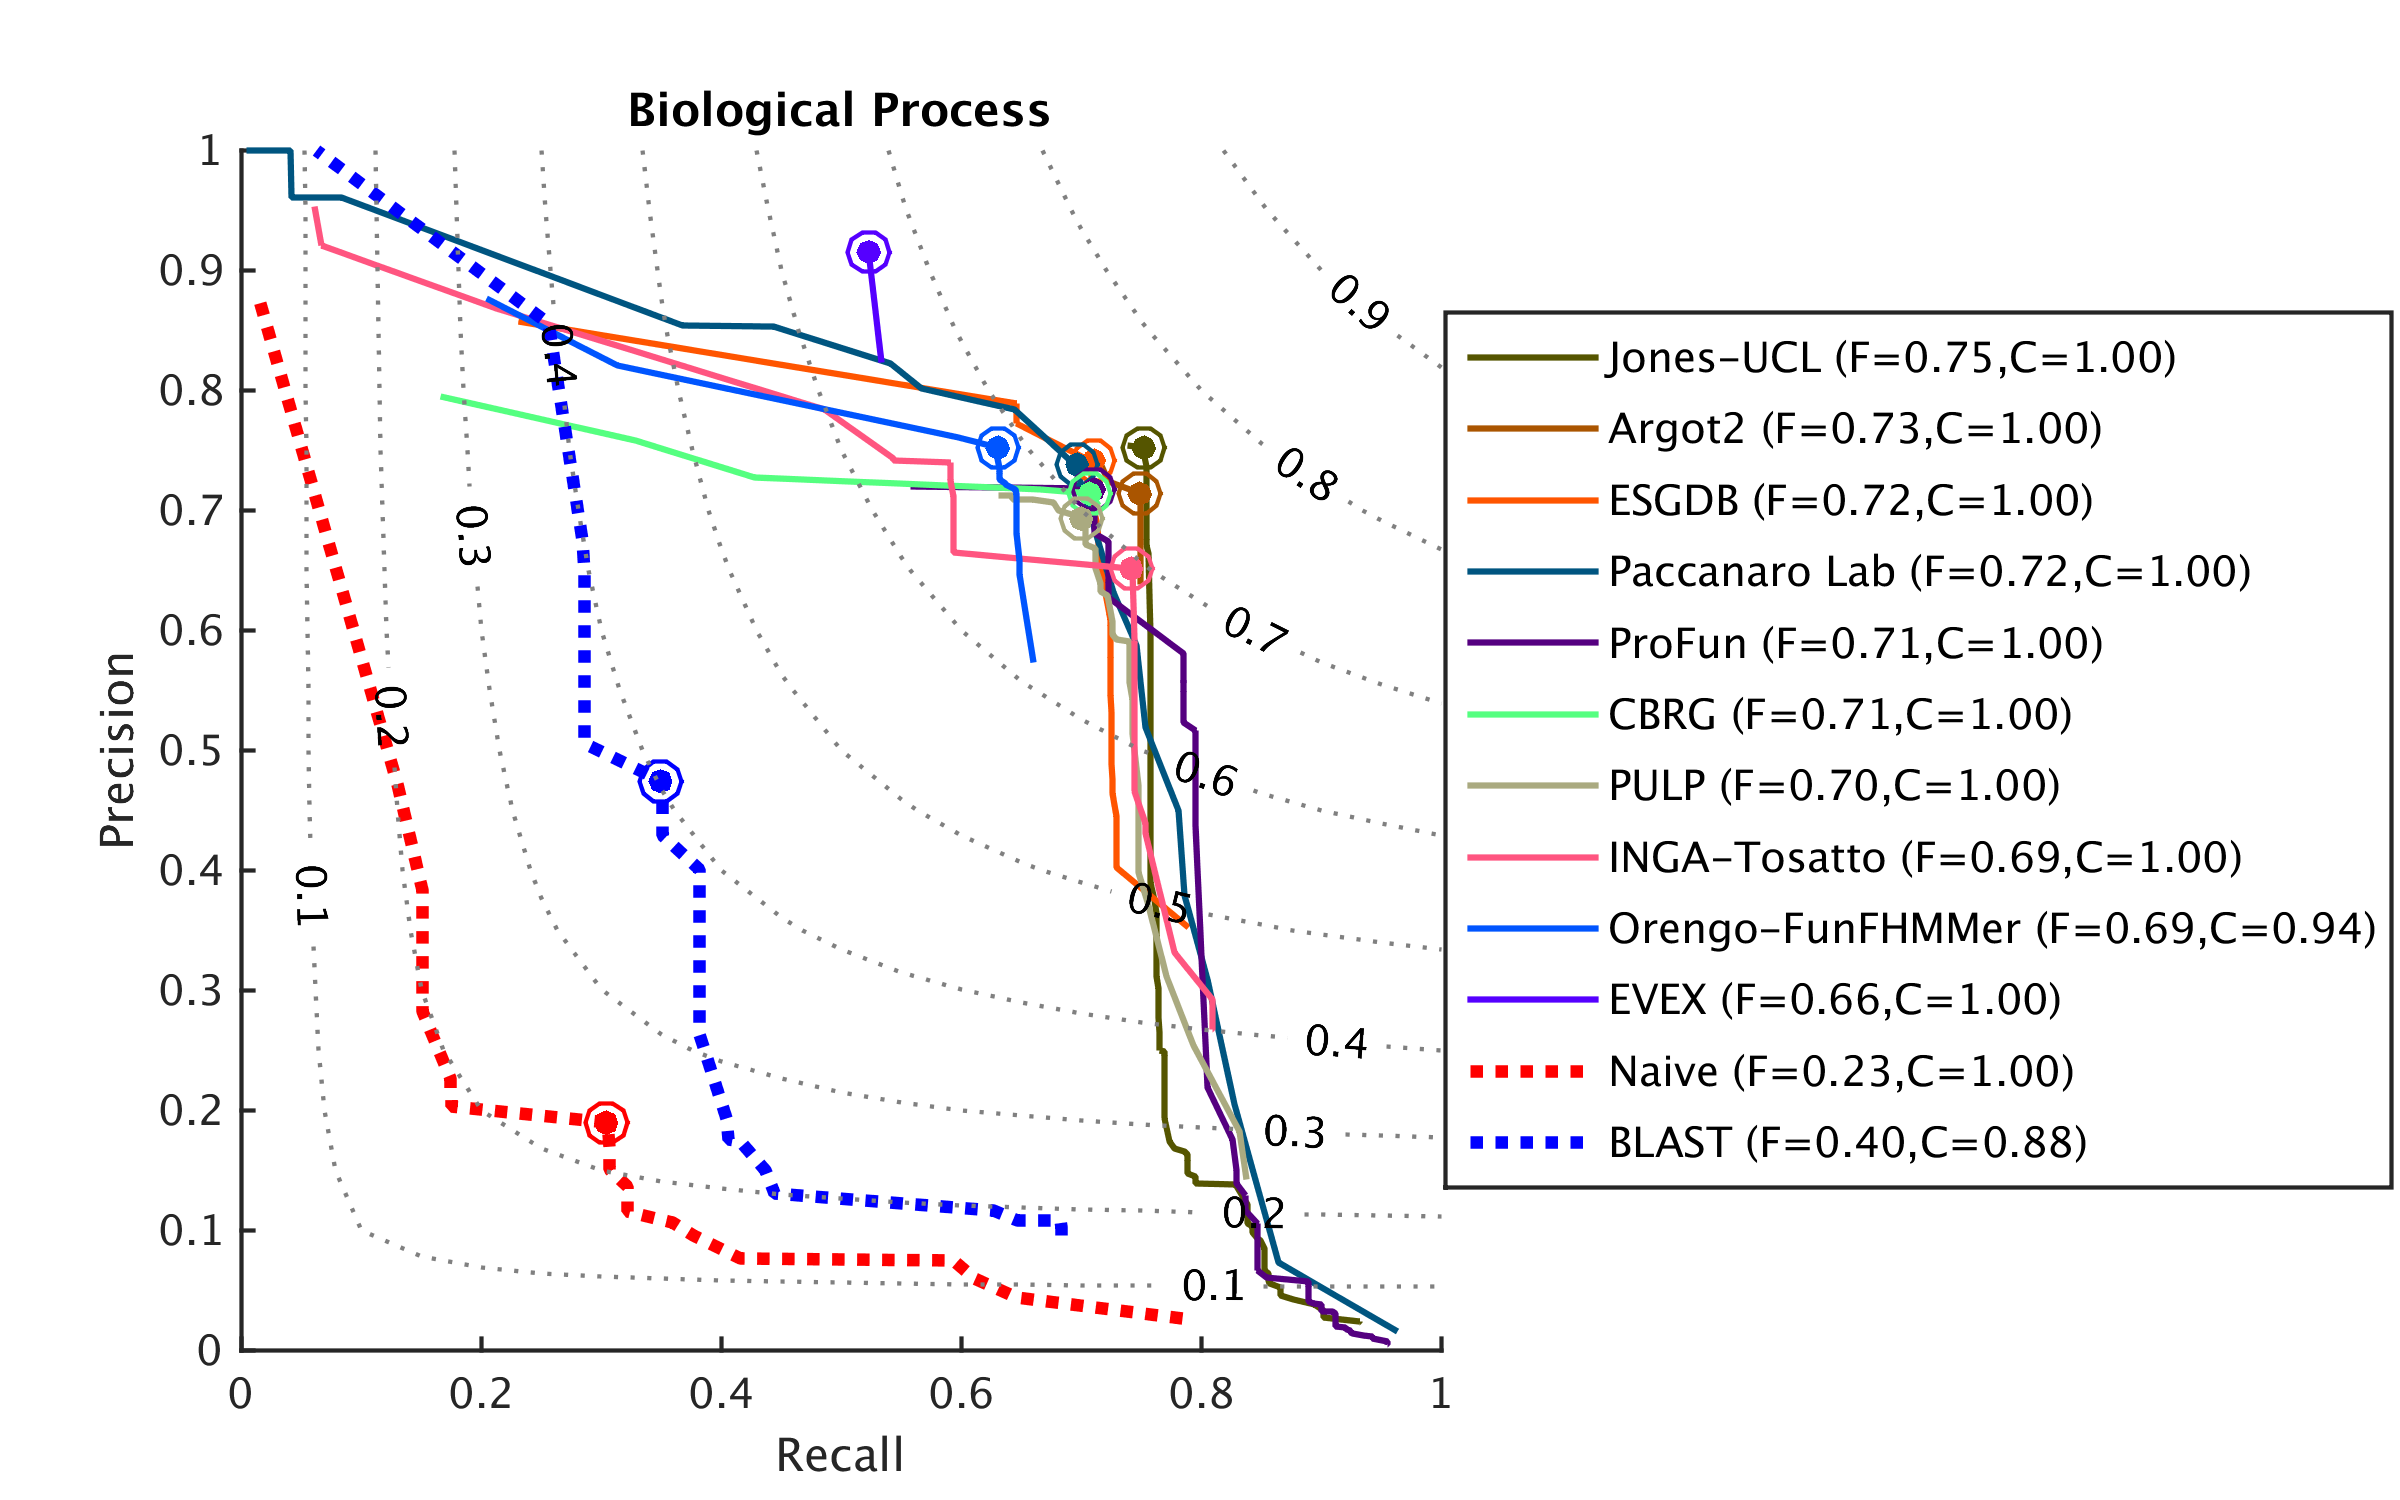 Biological Process
Precision
1
0.9
0.8
0.7
0.6
0.5
0.4
0.3
0.2
0.1
0
0 0.2 0.4 0.6 0.8 1
Recall
0.1
0.2
0.3
0.4
0.9
0.8
0.7
0.6
0.5
0.4
0.3
0.2
0.1
Jones-UCL (F=0.75,C=1.00)
Argot2 (F=0.73,C=1.00)
ESGDB (F=0.72,C=1.00)
Paccanaro Lab (F=0.72,C=1.00)
ProFun (F=0.71,C=1.00)
CBRG (F=0.71,C=1.00)
PULP (F=0.70,C=1.00)
INGA-Tosatto (F=0.69,C=1.00)
Orengo-FunFHMMer (F=0.69,C=0.94)
EVEX (F=0.66,C=1.00)
Naive (F=0.23,C=1.00)
BLAST (F=0.40,C=0.88)